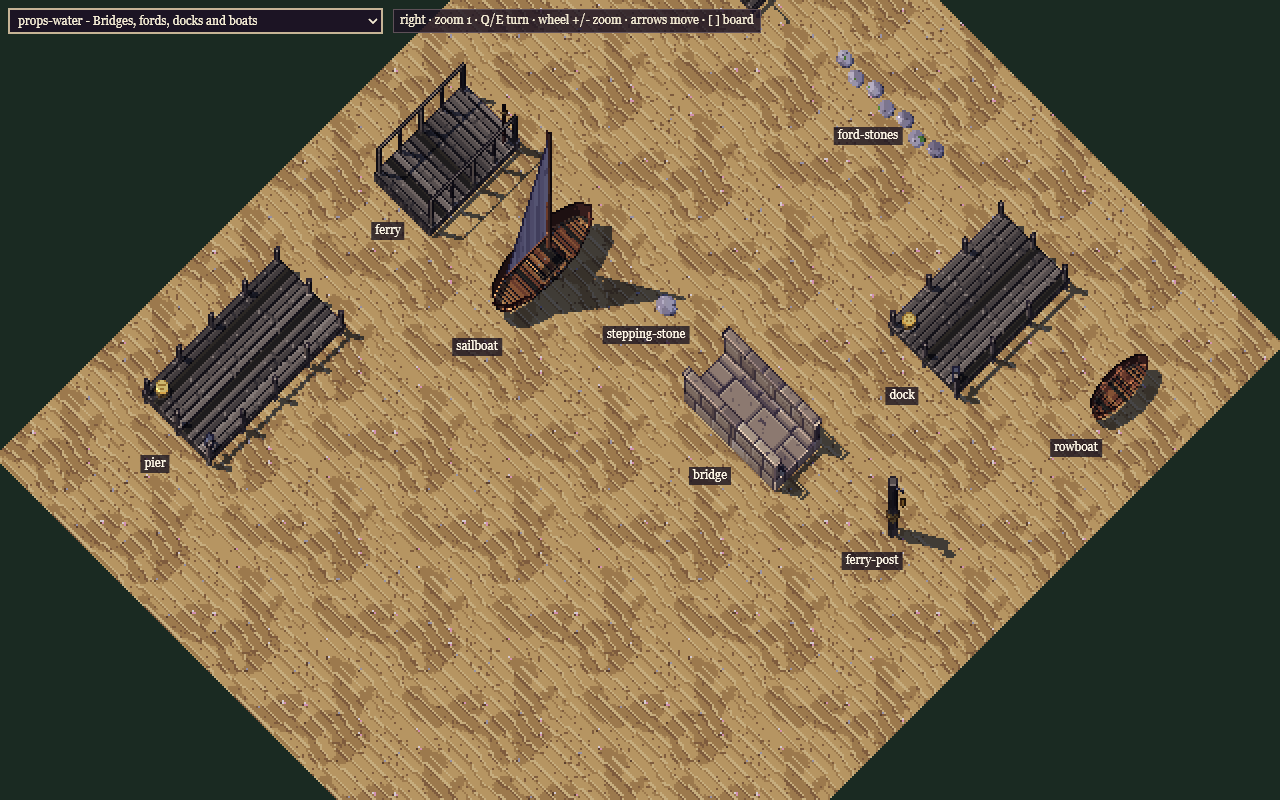 props-water - Bridges, fords, docks and boats
right · zoom 1 · Q/E turn · wheel +/- zoom · arrows move · [ ] board
ford-stones
ferry
stepping-stone
sailboat
dock
rowboat
pier
bridge
ferry-post